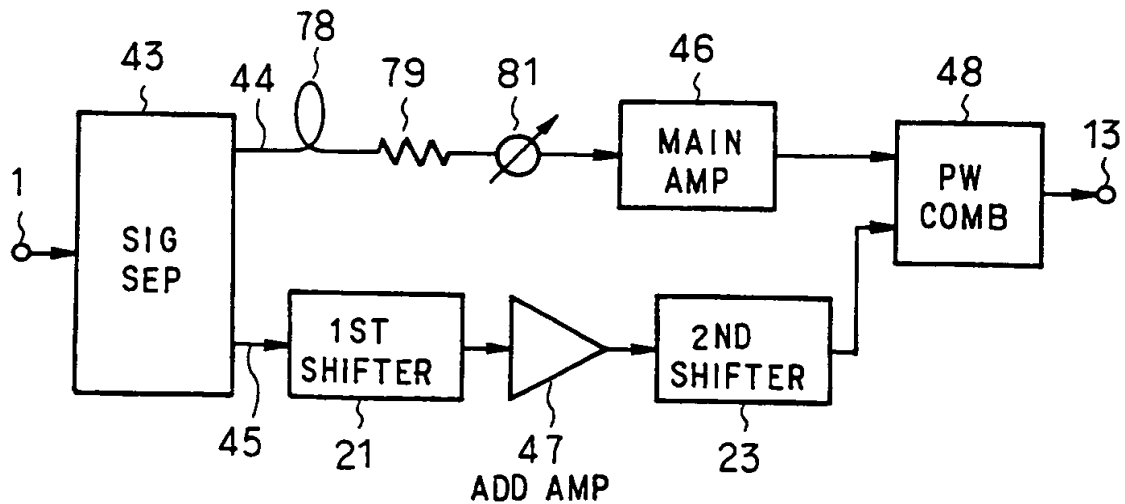 43
78
44
79
81
46
48
13
1
SIG
SEP
MAIN
AMP
PW
COMB
1ST
SHIFTER
2ND
SHIFTER
45
21
47
23
ADD AMP